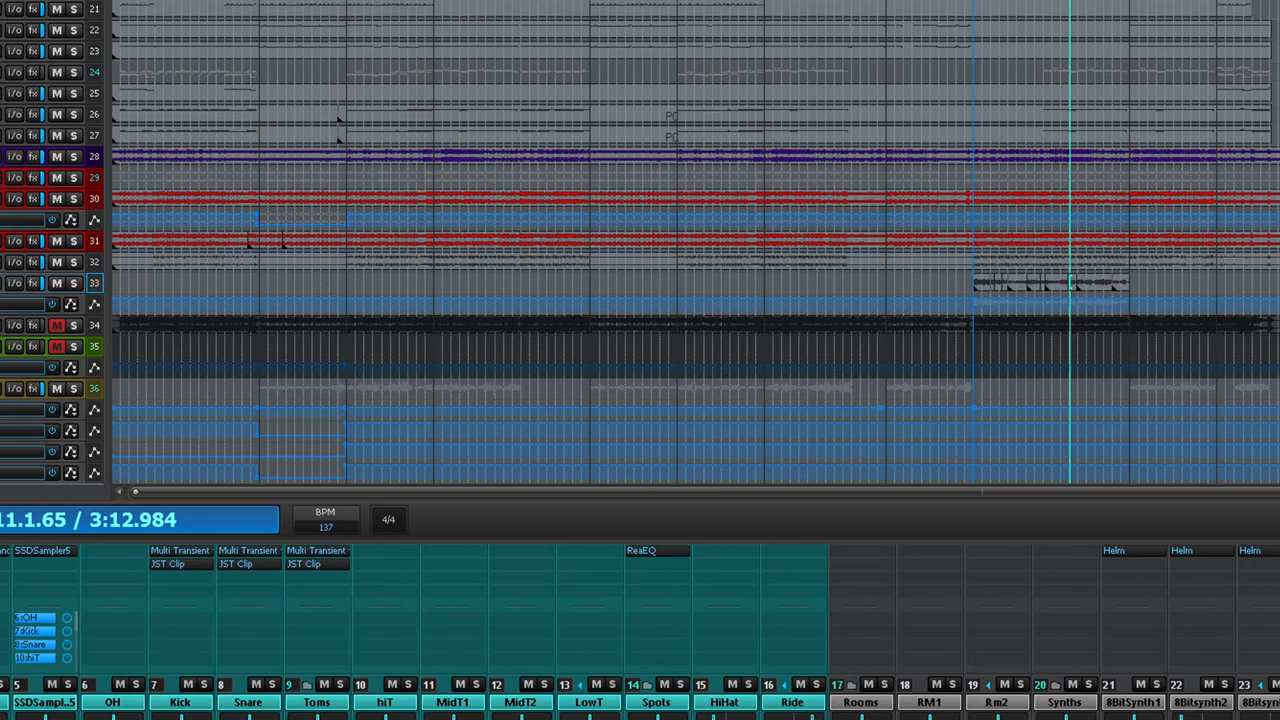 i/o fx M S 21
i/o fx M S 22
i/o fx M S 23
i/o fx M S 24
i/o fx M S 25
i/o fx M S 26
i/o fx M S 27
i/o fx M S 28
i/o fx M S 29
i/o fx M S 30
i/o fx M S 31
i/o fx M S 32
i/o fx M S 33
i/o fx M S 34
i/o fx M S 35
i/o fx M S 36
11.1.65 / 3:12.984
BPM
137
4/4
SSDSampler5 Multi Transient Multi Transient Multi Transient ReaEQ Helm Helm Helm
JST Clip JST Clip JST Clip
6:OH
7:Kick
8:Snare
10:hiT
5 M S 6 M S 7 M S 8 M S 9 M S 10 M S 11 M S 12 M S 13 M S 14 M S 15 M S 16 M S 17 M S 18 M S 19 M S 20 M S 21 M S 22 M S 23 M
SSDSampl..5 OH Kick Snare Toms hiT MidT1 MidT2 LowT Spots HiHat Ride Rooms RM1 Rm2 Synths 8BitSynth1 8Bitsynth2 8Bitsynt